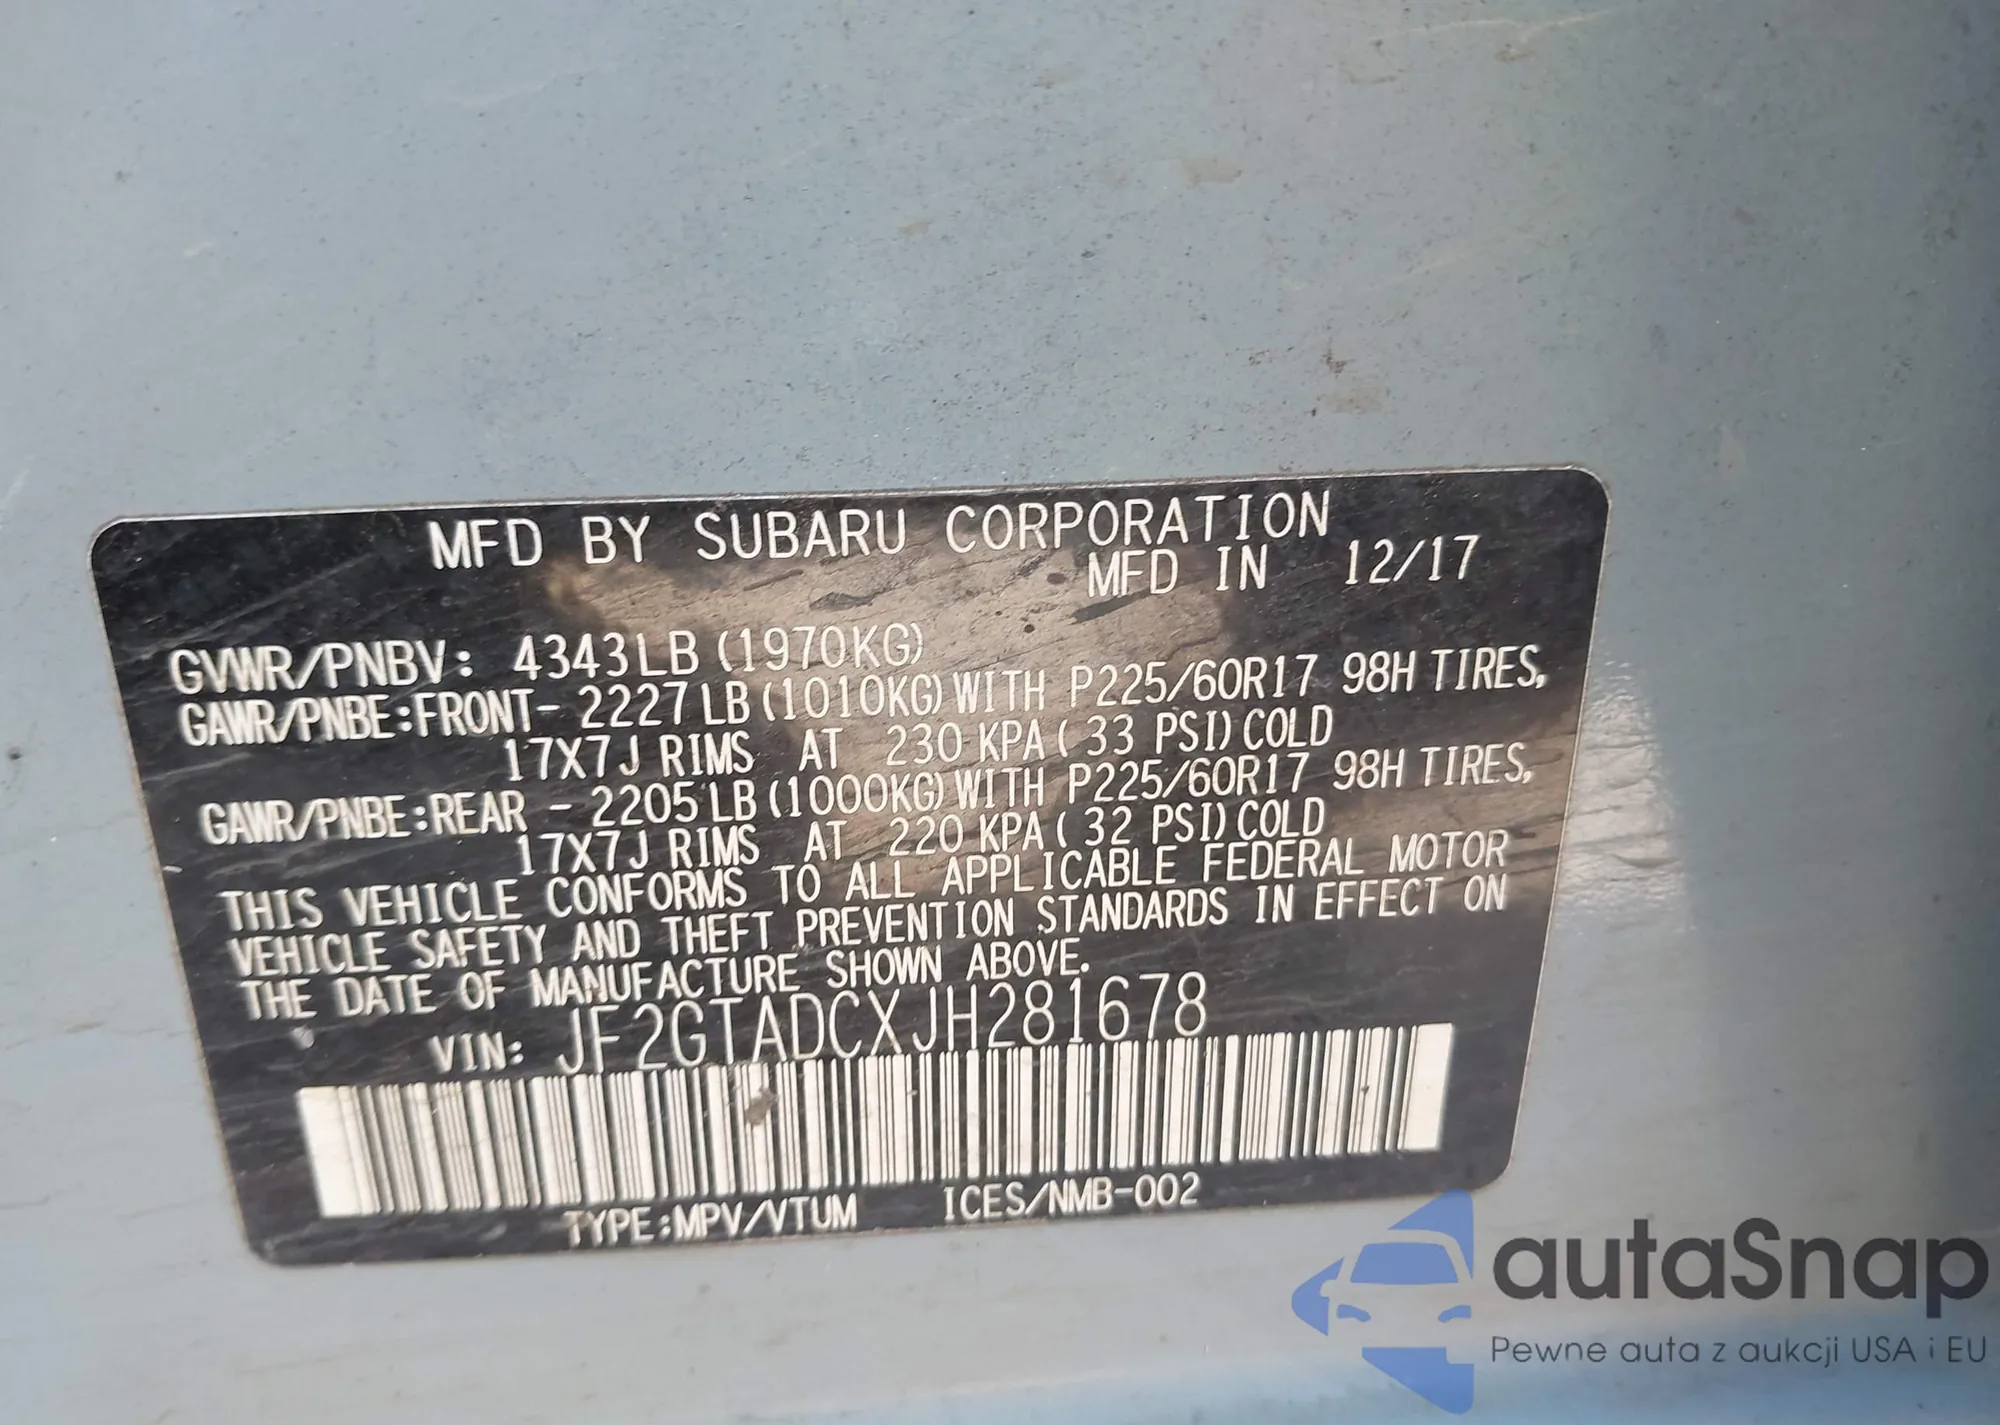 MFD BY SUBARU CORPORATION
MFD IN 12/17
GVWR/PNBV: 4343LB (1970KG)
GAWR/PNBE:FRONT- 2227LB(1010KG)WITH P225/60R17 98H TIRES,
17X7J RIMS AT 230 KPA( 33 PSI)COLD
GAWR/PNBE:REAR - 2205LB(1000KG)WITH P225/60R17 98H TIRES,
17X7J RIMS AT 220 KPA( 32 PSI)COLD
THIS VEHICLE CONFORMS TO ALL APPLICABLE FEDERAL MOTOR
VEHICLE SAFETY AND THEFT PREVENTION STANDARDS IN EFFECT ON
THE DATE OF MANUFACTURE SHOWN ABOVE.
VIN: JF2GTADCXJH281678
TYPE:MPV/VTUM ICES/NMB-002
autaSnap
Pewne auta z aukcji USA i EU